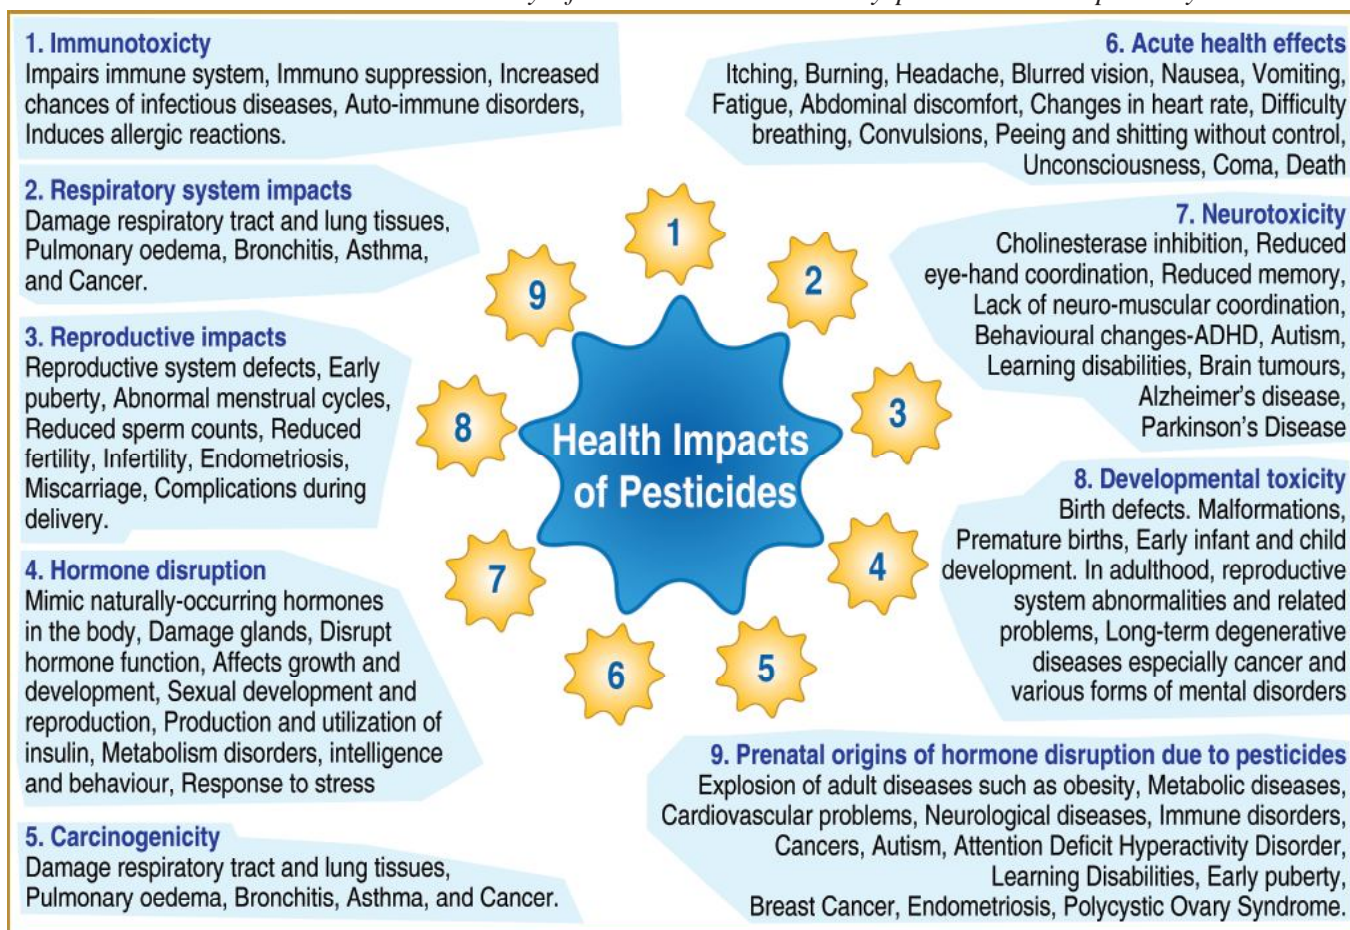 1. Immunotoxicty
Impairs immune system, Immuno suppression, Increased
chances of infectious diseases, Auto-immune disorders,
Induces allergic reactions.
2. Respiratory system impacts
Damage respiratory tract and lung tissues,
Pulmonary oedema, Bronchitis, Asthma,
and Cancer.
3. Reproductive impacts
Reproductive system defects, Early
puberty, Abnormal menstrual cycles,
Reduced sperm counts, Reduced
fertility, Infertility, Endometriosis,
Miscarriage, Complications during
delivery.
4. Hormone disruption
Mimic naturally-occurring hormones
in the body, Damage glands, Disrupt
hormone function, Affects growth and
development, Sexual development and
reproduction, Production and utilization of
insulin, Metabolism disorders, intelligence
and behaviour, Response to stress
5. Carcinogenicity
Damage respiratory tract and lung tissues,
Pulmonary oedema, Bronchitis, Asthma, and Cancer.
1
2
3
4
5
6
7
8
9
Health Impacts
of Pesticides
6. Acute health effects
Itching, Burning, Headache, Blurred vision, Nausea, Vomiting,
Fatigue, Abdominal discomfort, Changes in heart rate, Difficulty
breathing, Convulsions, Peeing and shitting without control,
Unconsciousness, Coma, Death
7. Neurotoxicity
Cholinesterase inhibition, Reduced
eye-hand coordination, Reduced memory,
Lack of neuro-muscular coordination,
Behavioural changes-ADHD, Autism,
Learning disabilities, Brain tumours,
Alzheimer's disease,
Parkinson's Disease
8. Developmental toxicity
Birth defects. Malformations,
Premature births, Early infant and child
development. In adulthood, reproductive
system abnormalities and related
problems, Long-term degenerative
diseases especially cancer and
various forms of mental disorders
9. Prenatal origins of hormone disruption due to pesticides
Explosion of adult diseases such as obesity, Metabolic diseases,
Cardiovascular problems, Neurological diseases, Immune disorders,
Cancers, Autism, Attention Deficit Hyperactivity Disorder,
Learning Disabilities, Early puberty,
Breast Cancer, Endometriosis, Polycystic Ovary Syndrome.